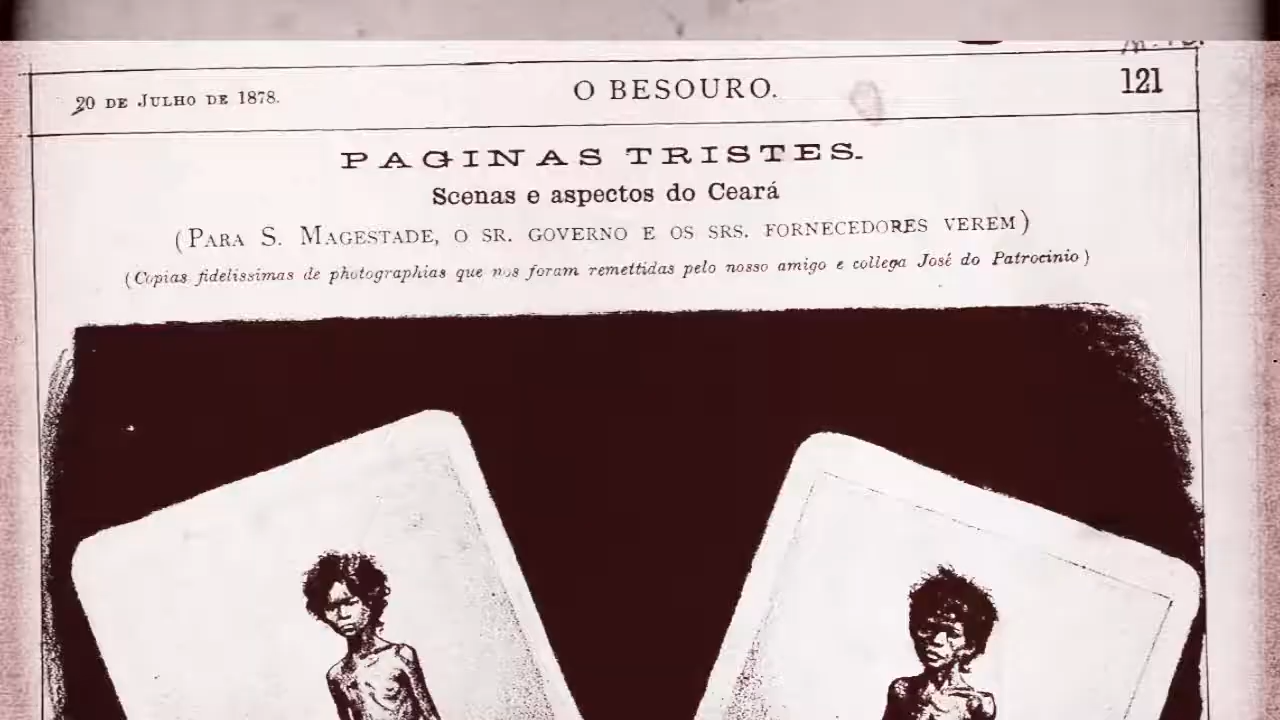 20 DE JULHO DE 1878.
O BESOURO.
121
PAGINAS TRISTES.
Scenas e aspectos do Ceará
(PARA S. MAGESTADE, O SR. GOVERNO E OS SRS. FORNECEDORES VEREM)
(Copias fidelissimas de photographias que nos foram remettidas pelo nosso amigo e collega José do Patrocinio)